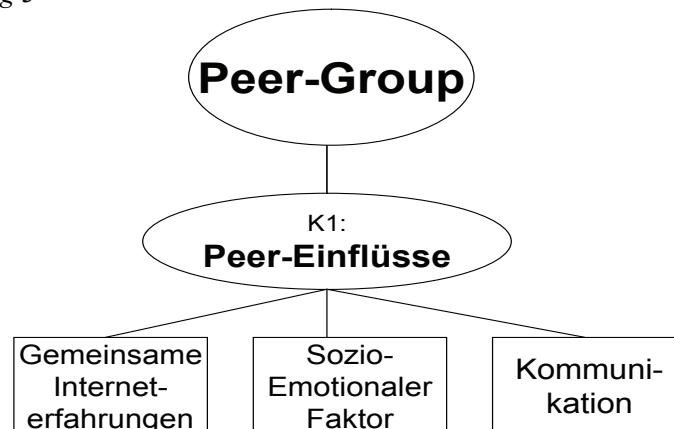 Peer-Group
K1:
Peer-Einflüsse
Gemeinsame
Internet-
erfahrungen
Sozio-
Emotionaler
Faktor
Kommuni-
kation